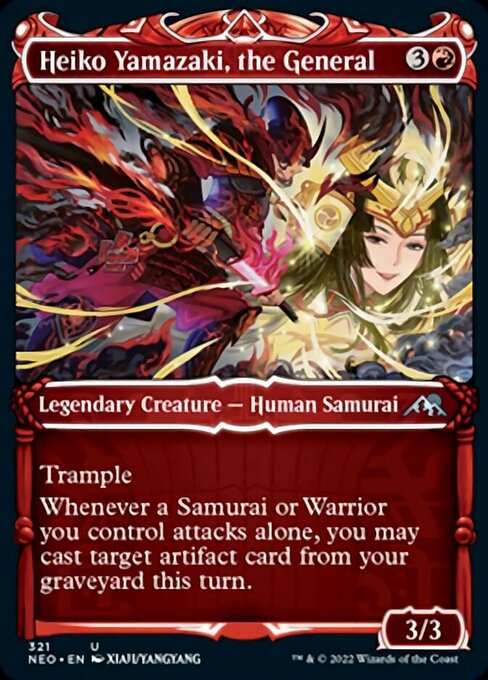 Heiko Yamazaki, the General 3
Legendary Creature — Human Samurai
Trample
Whenever a Samurai or Warrior
you control attacks alone, you may
cast target artifact card from your
graveyard this turn.
3/3
321 U
NEO • EN XIAJI/YANGYANG
™ & © 2022 Wizards of the Coast